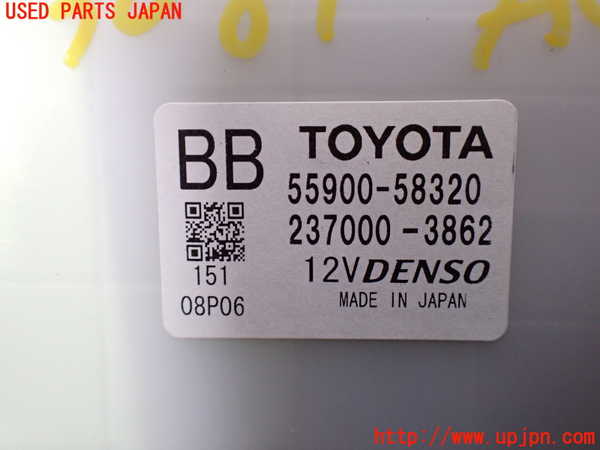 USED PARTS JAPAN
BB TOYOTA
55900-58320
237000-3862
151
12V DENSO
08P06
MADE IN JAPAN
http://www.upjpn.com/